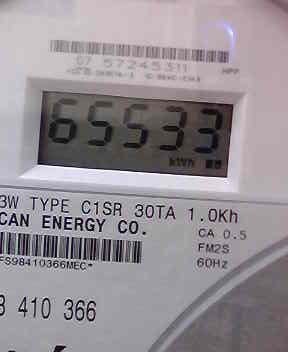 07 57245311
HPP
65533
kWh
3W TYPE C1SR 30TA 1.0Kh
CAN ENERGY CO.
CA 0.5
FM2S
60Hz
FS98410366MEC*
8 410 366